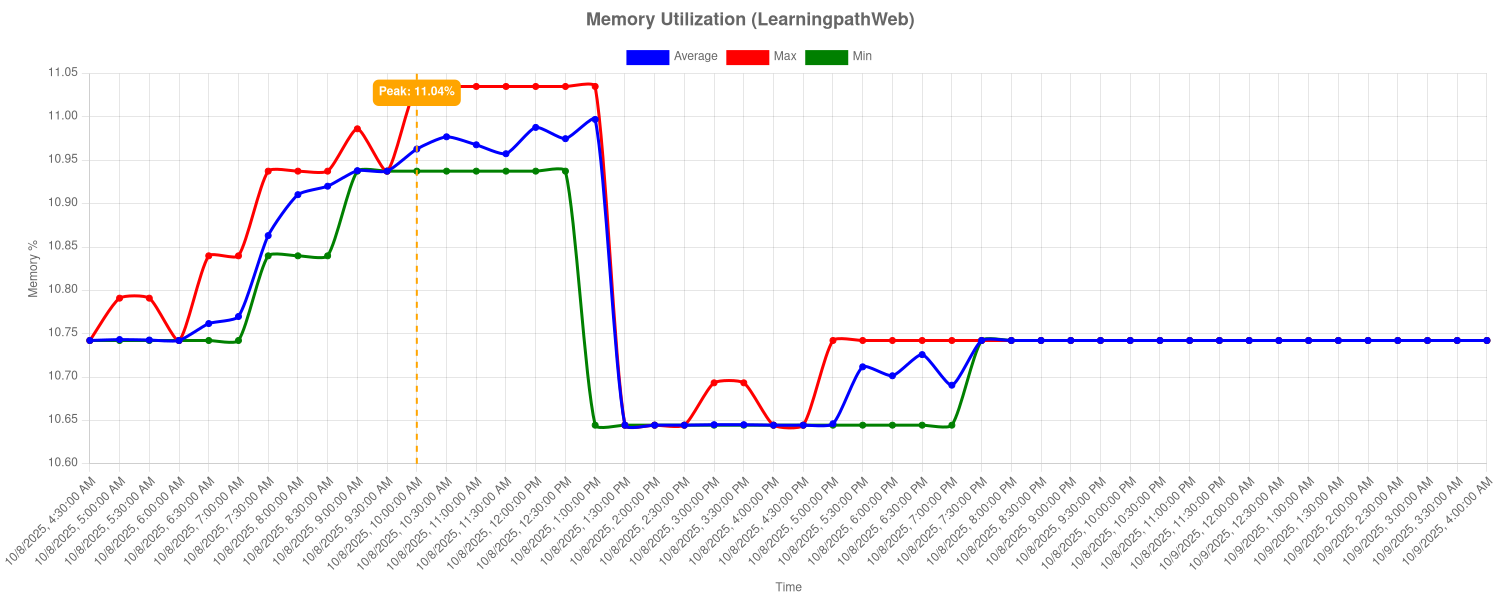 Memory Utilization (LearningpathWeb)
Average Max Min
Peak: 11.04%
11.05
11.00
10.95
10.90
10.85
10.80
10.75
10.70
10.65
10.60
Memory %
10/8/2025, 4:30:00 AM
10/8/2025, 5:00:00 AM
10/8/2025, 5:30:00 AM
10/8/2025, 6:00:00 AM
10/8/2025, 6:30:00 AM
10/8/2025, 7:00:00 AM
10/8/2025, 7:30:00 AM
10/8/2025, 8:00:00 AM
10/8/2025, 8:30:00 AM
10/8/2025, 9:00:00 AM
10/8/2025, 9:30:00 AM
10/8/2025, 10:00:00 AM
10/8/2025, 10:30:00 AM
10/8/2025, 11:00:00 AM
10/8/2025, 11:30:00 AM
10/8/2025, 12:00:00 PM
10/8/2025, 12:30:00 PM
10/8/2025, 1:00:00 PM
10/8/2025, 1:30:00 PM
10/8/2025, 2:00:00 PM
10/8/2025, 2:30:00 PM
10/8/2025, 3:00:00 PM
10/8/2025, 3:30:00 PM
10/8/2025, 4:00:00 PM
10/8/2025, 4:30:00 PM
10/8/2025, 5:00:00 PM
10/8/2025, 5:30:00 PM
10/8/2025, 6:00:00 PM
10/8/2025, 6:30:00 PM
10/8/2025, 7:00:00 PM
10/8/2025, 7:30:00 PM
10/8/2025, 8:00:00 PM
10/8/2025, 8:30:00 PM
10/8/2025, 9:00:00 PM
10/8/2025, 9:30:00 PM
10/8/2025, 10:00:00 PM
10/8/2025, 10:30:00 PM
10/8/2025, 11:00:00 PM
10/8/2025, 11:30:00 PM
10/9/2025, 12:00:00 AM
10/9/2025, 12:30:00 AM
10/9/2025, 1:00:00 AM
10/9/2025, 1:30:00 AM
10/9/2025, 2:00:00 AM
10/9/2025, 2:30:00 AM
10/9/2025, 3:00:00 AM
10/9/2025, 3:30:00 AM
10/9/2025, 4:00:00 AM
Time